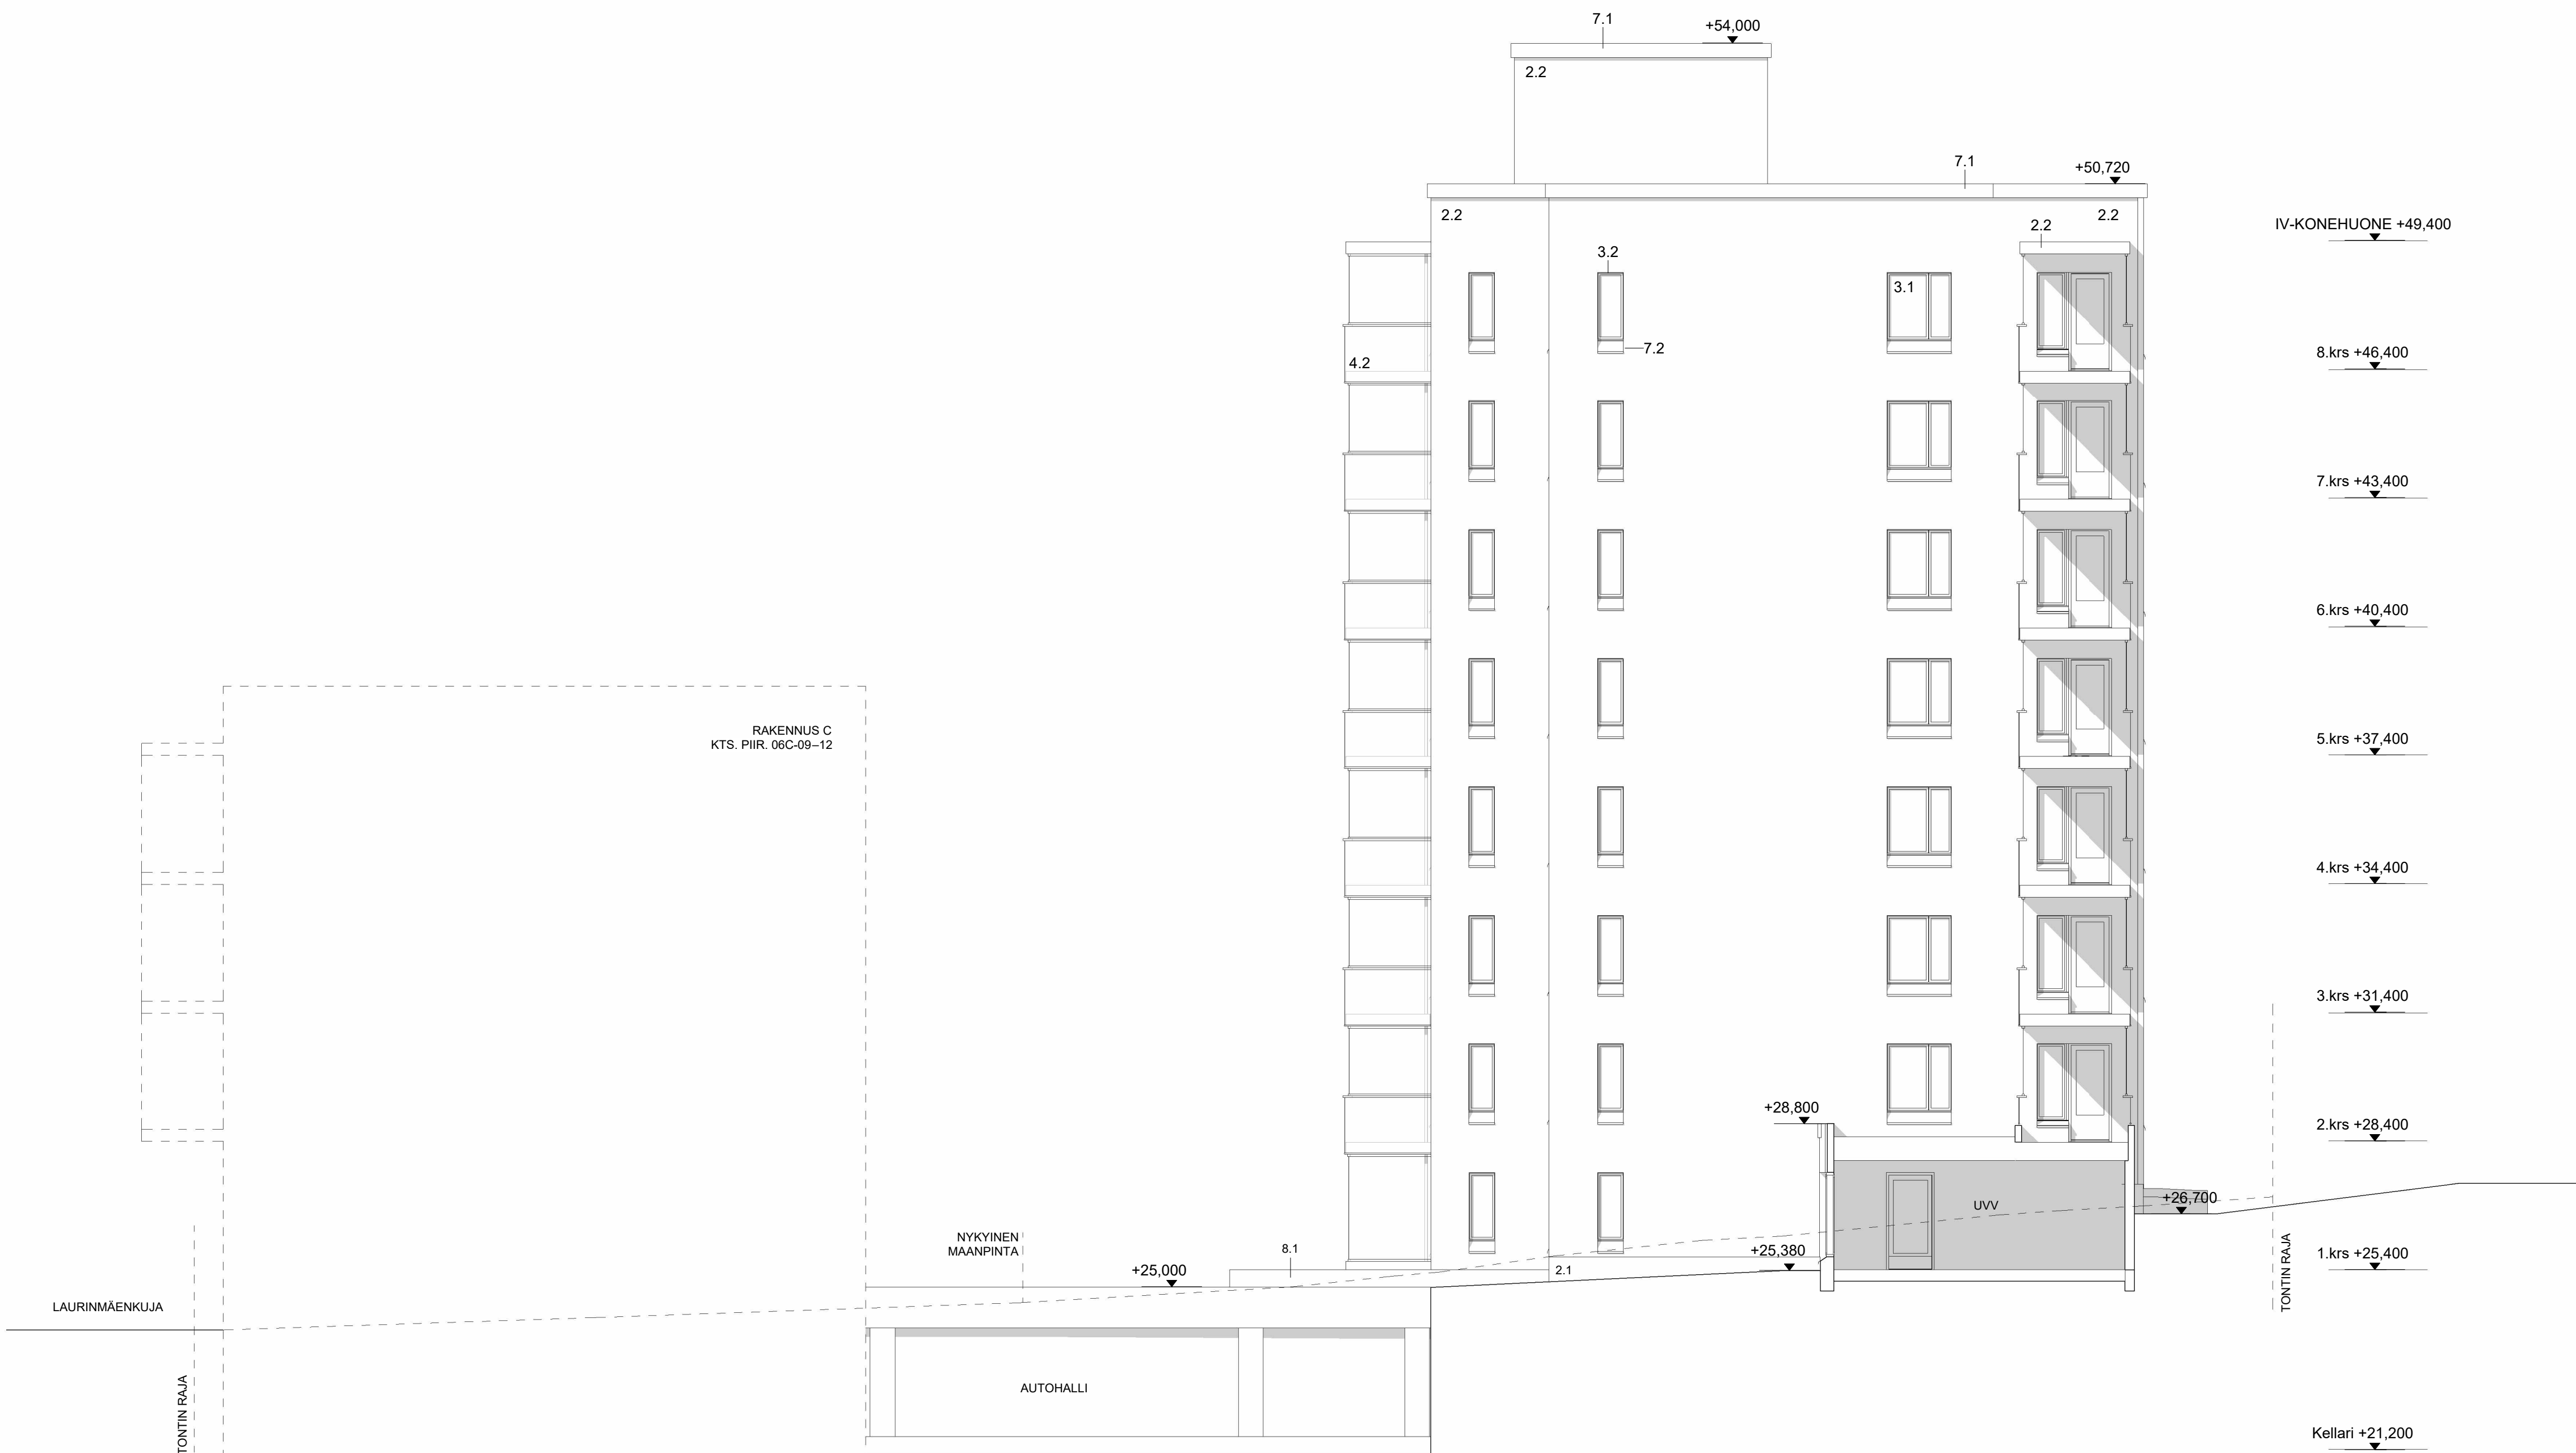 7.1
+54,000
2.2
7.1
+50,720
2.2
2.2
2.2
IV-KONEHUONE +49,400
3.2
3.1
7.2
4.2
8.krs +46,400
7.krs +43,400
6.krs +40,400
RAKENNUS C
KTS. PIIR. 06C-09–12
5.krs +37,400
4.krs +34,400
3.krs +31,400
+28,800
2.krs +28,400
+26,700
UVV
NYKYINEN
MAANPINTA
8.1
+25,000
+25,380
2.1
1.krs +25,400
TONTIN RAJA
LAURINMÄENKUJA
TONTIN RAJA
AUTOHALLI
Kellari +21,200